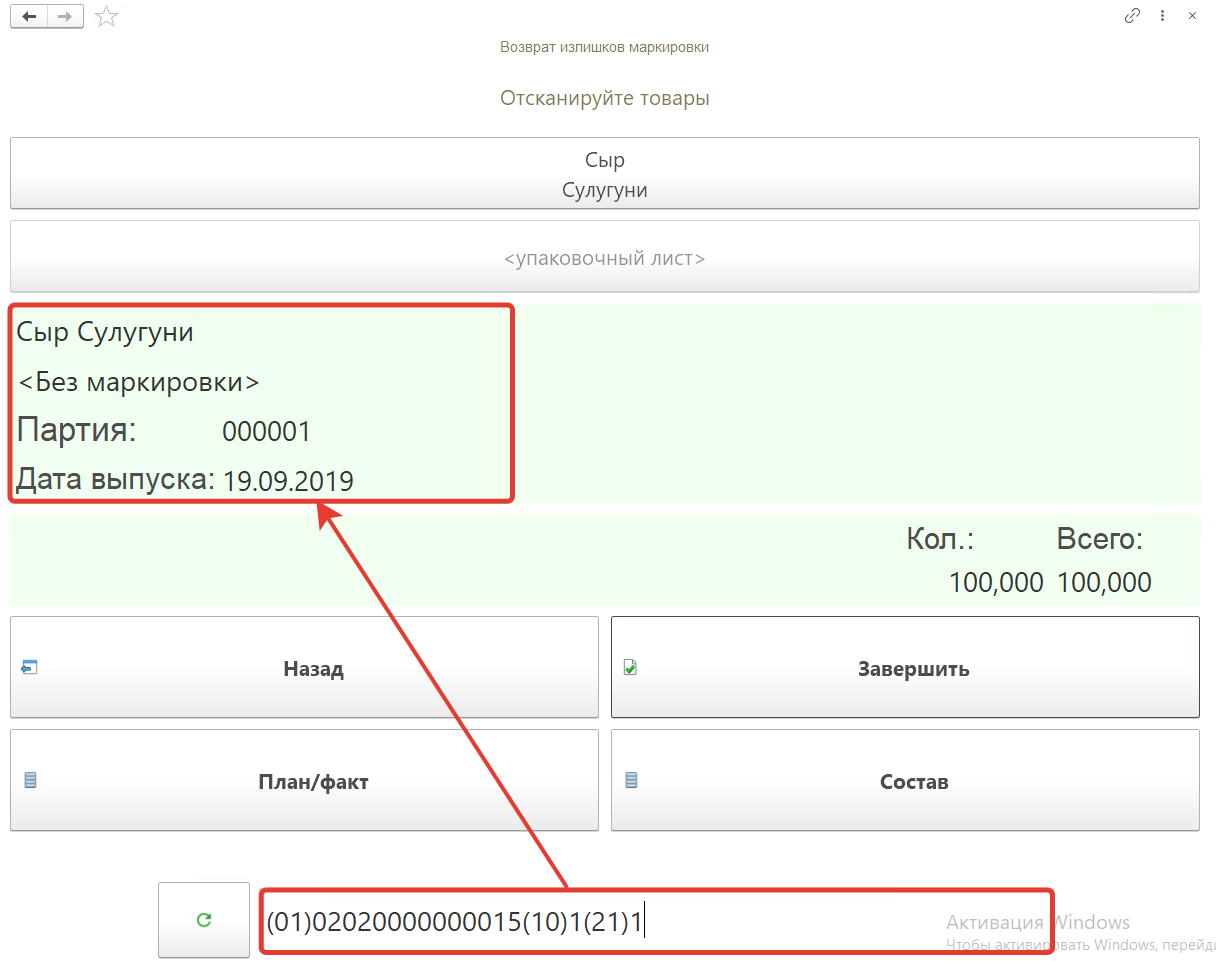 Возврат излишков маркировки
Отсканируйте товары
Сыр
Сулугуни
<упаковочный лист>
Сыр Сулугуни
<Без маркировки>
Партия: 000001
Дата выпуска: 19.09.2019
Кол.: Всего:
100,000 100,000
Назад
Завершить
План/факт
Состав
(01)02020000000015(10)1(21)1
Активация Windows
Чтобы активировать Windows, перейди